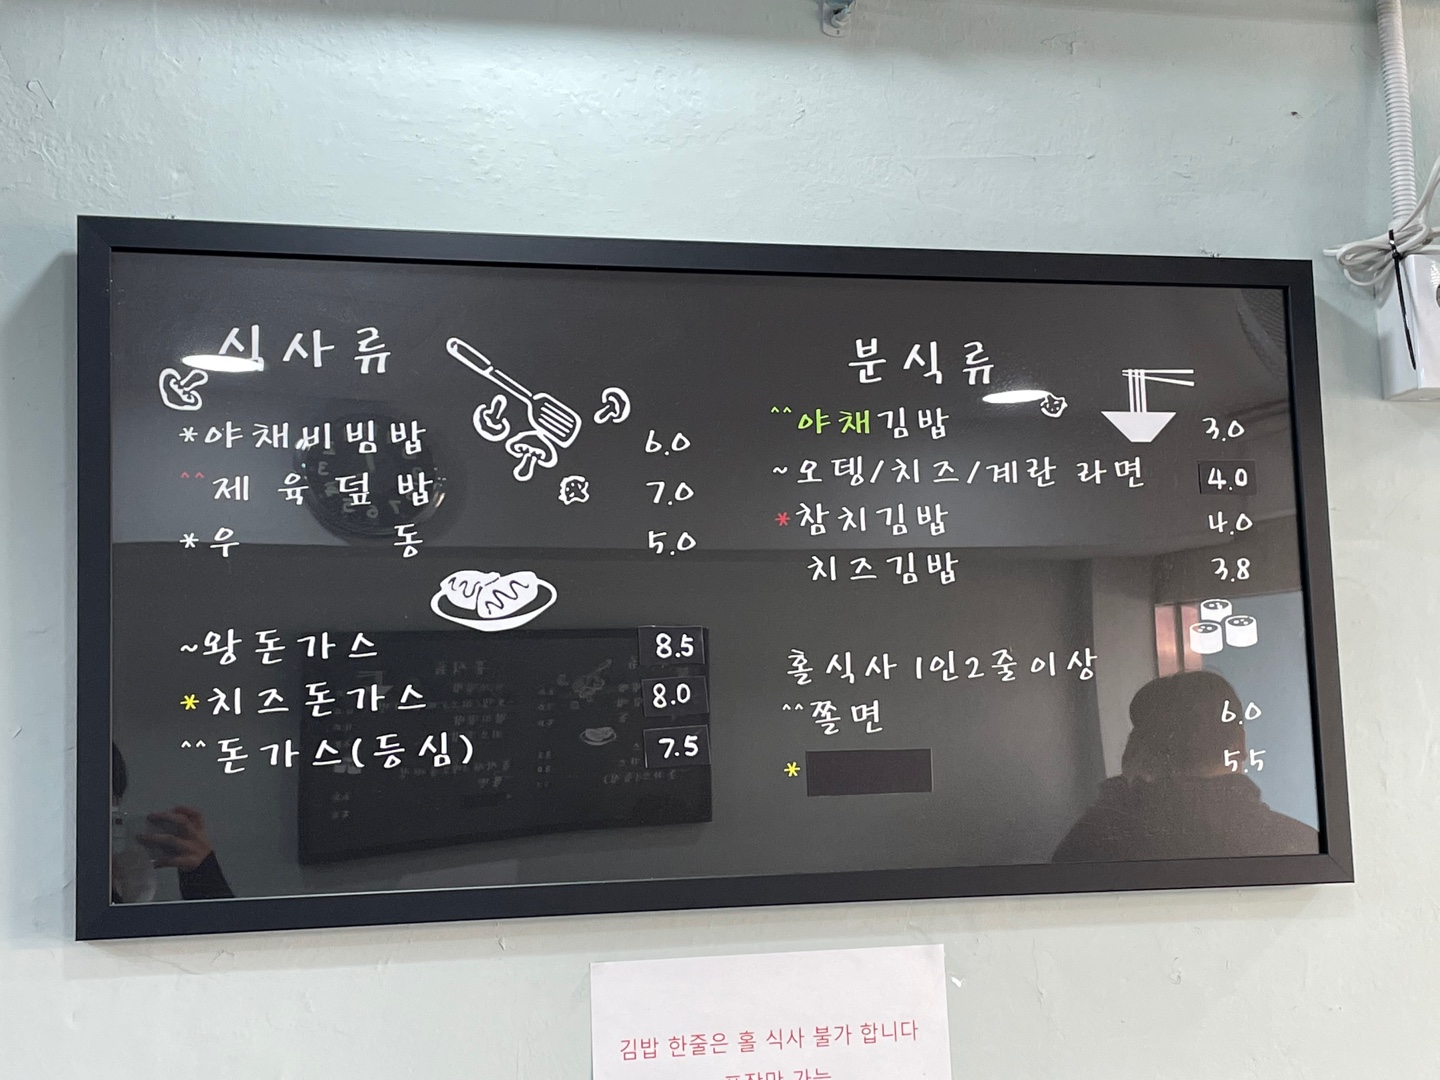 식사류
*야채비빔밥 6.0
^^제육덮밥 7.0
*우동 5.0
~왕돈가스 8.5
*치즈돈가스 8.0
^^돈가스(등심) 7.5
분식류
^^야채김밥 3.0
~오뎅/치즈/계란 라면 4.0
*참치김밥 4.0
치즈김밥 3.8
홀식사 1인2줄이상
^^쫄면 6.0
* 5.5
김밥 한줄은 홀 식사 불가 합니다
포장만 가능